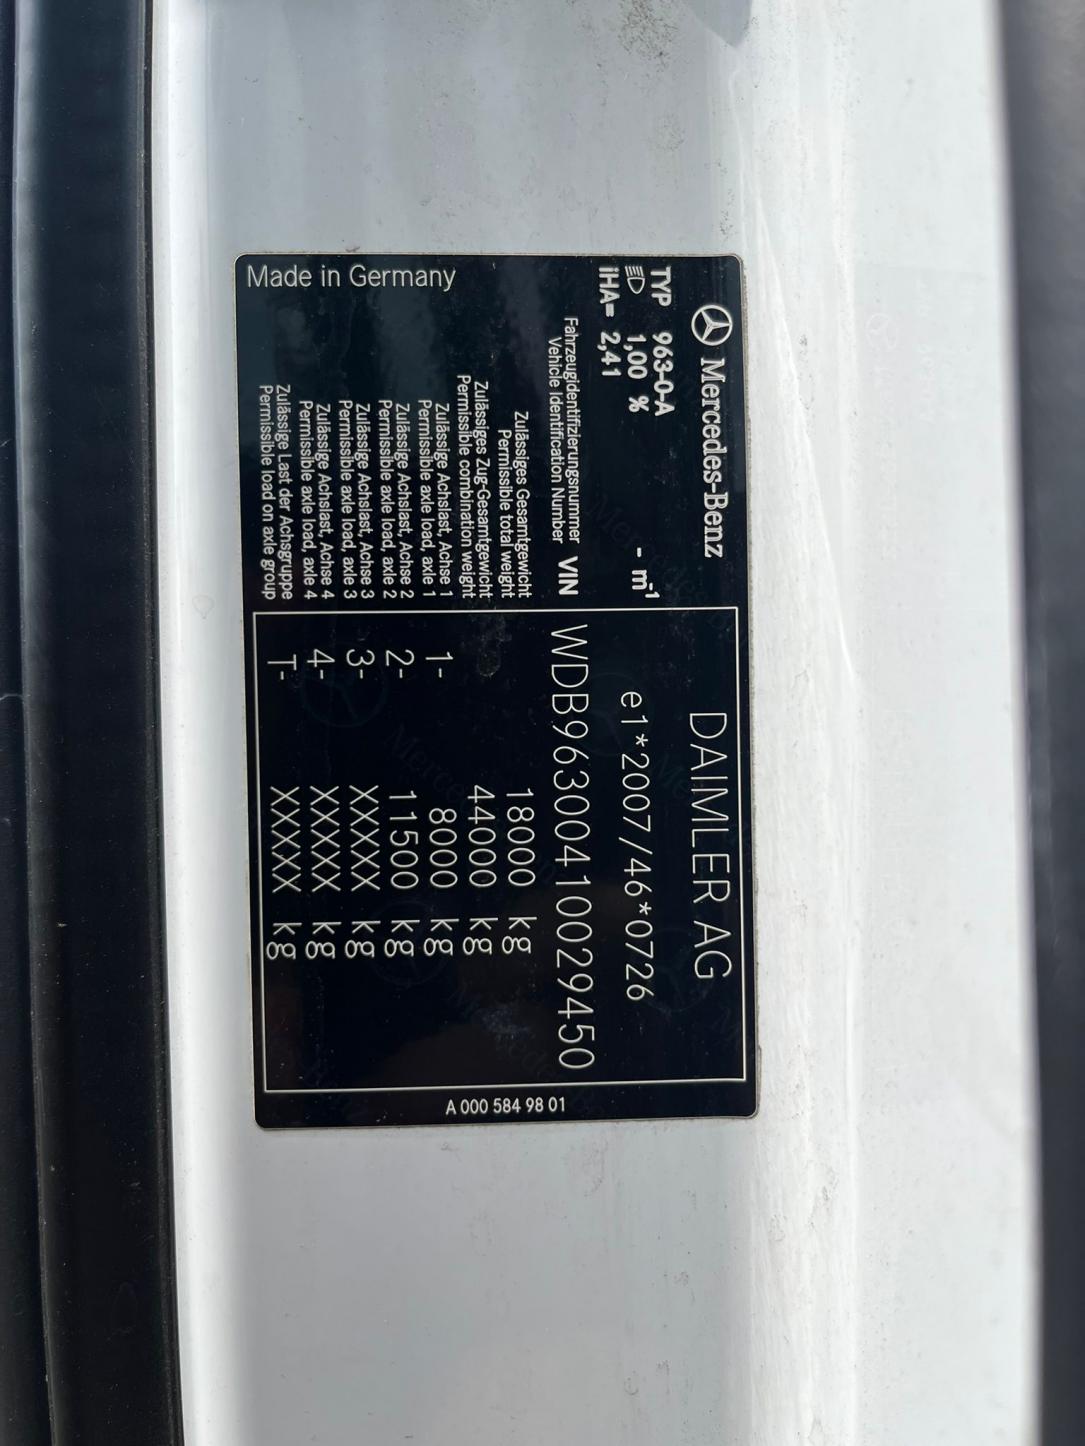 Mercedes-Benz
DAIMLER AG
TYP 963-0-A
1,00 % - m⁻¹
e1*2007/46*0726
iHA= 2,41
Fahrzeugidentifizierungsnummer
Vehicle Identification Number VIN
WDB96300410029450
Zulässiges Gesamtgewicht
Permissible total weight
18000 kg
Zulässiges Zug-Gesamtgewicht
Permissible combination weight
44000 kg
Zulässige Achslast, Achse 1
Permissible axle load, axle 1
1- 8000 kg
Zulässige Achslast, Achse 2
Permissible axle load, axle 2
2- 11500 kg
Zulässige Achslast, Achse 3
Permissible axle load, axle 3
3- XXXXX kg
Zulässige Achslast, Achse 4
Permissible axle load, axle 4
4- XXXXX kg
Zulässige Last der Achsgruppe
Permissible load on axle group
T- XXXXX kg
Made in Germany
A 000 584 98 01